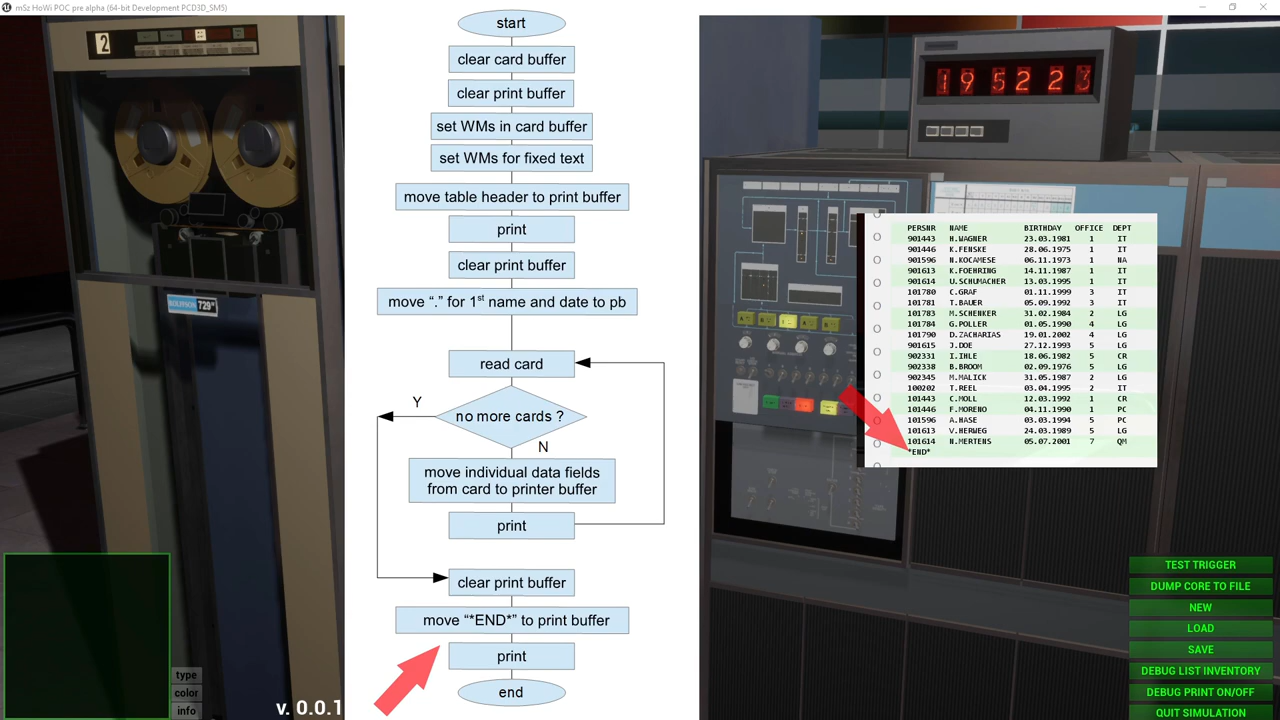 mSz HoWi POC pre alpha (64-bit Development PCD3D_SM5)
2
729
type
color
info
v. 0.0.1
start
clear card buffer
clear print buffer
set WMs in card buffer
set WMs for fixed text
move table header to print buffer
print
clear print buffer
move “.” for 1st name and date to pb
read card
no more cards ?
Y
N
move individual data fields
from card to printer buffer
print
clear print buffer
move “*END*” to print buffer
print
end
195223
PERSNR NAME BIRTHDAY OFFICE DEPT
901443 H.WAGNER 23.03.1981 1 IT
901446 K.FENSKE 28.06.1975 1 IT
901596 N.KOCAMESE 06.11.1973 1 NA
901613 K.FOEHRING 14.11.1987 1 IT
901614 U.SCHUMACHER 13.03.1995 1 IT
101780 C.GRAF 01.11.1999 3 IT
101781 T.BAUER 05.09.1992 3 IT
101783 M.SCHENKER 31.02.1984 2 LG
101784 G.POLLER 01.05.1990 4 LG
101790 D.ZACHARIAS 19.01.2002 4 LG
901615 J.DOE 27.12.1993 5 LG
902331 I.IHLE 18.06.1982 5 CR
902338 B.BROOM 02.09.1976 5 LG
902345 M.MALICK 31.05.1987 2 LG
100202 T.REEL 03.04.1995 2 IT
101443 C.MOLL 12.03.1992 1 CR
101446 F.MORENO 04.11.1990 1 PC
101596 A.HASE 03.03.1994 5 PC
101613 V.HERWEG 24.03.1989 5 LG
101614 N.MERTENS 05.07.2001 7 QM
*END*
TEST TRIGGER
DUMP CORE TO FILE
NEW
LOAD
SAVE
DEBUG LIST INVENTORY
DEBUG PRINT ON/OFF
QUIT SIMULATION